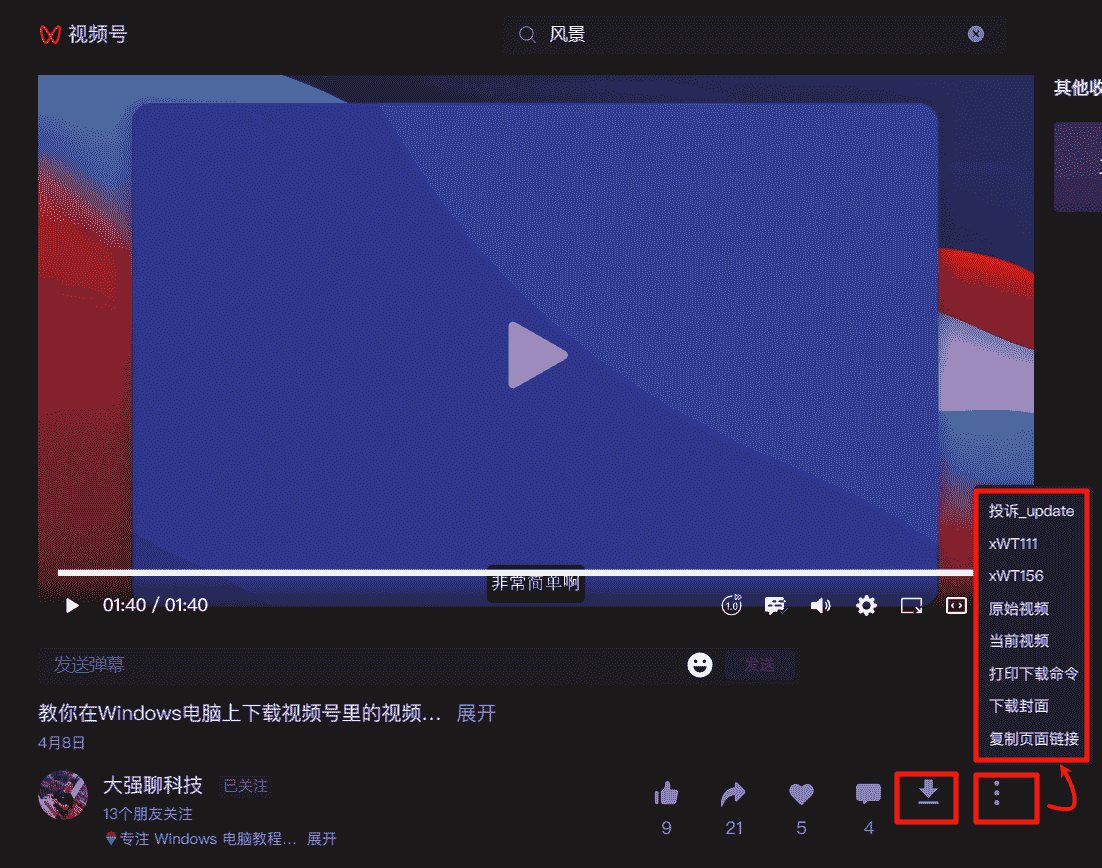 视频号
风景
其他收
投诉_update
xWT111
xWT156
原始视频
当前视频
打印下载命令
下载封面
复制页面链接
非常简单啊
01:40 / 01:40
1.0
发送弹幕
发送
教你在Windows电脑上下载视频号里的视频... 展开
4月8日
大强聊科技 已关注
13个朋友关注
专注 Windows 电脑教程... 展开
9 21 5 4